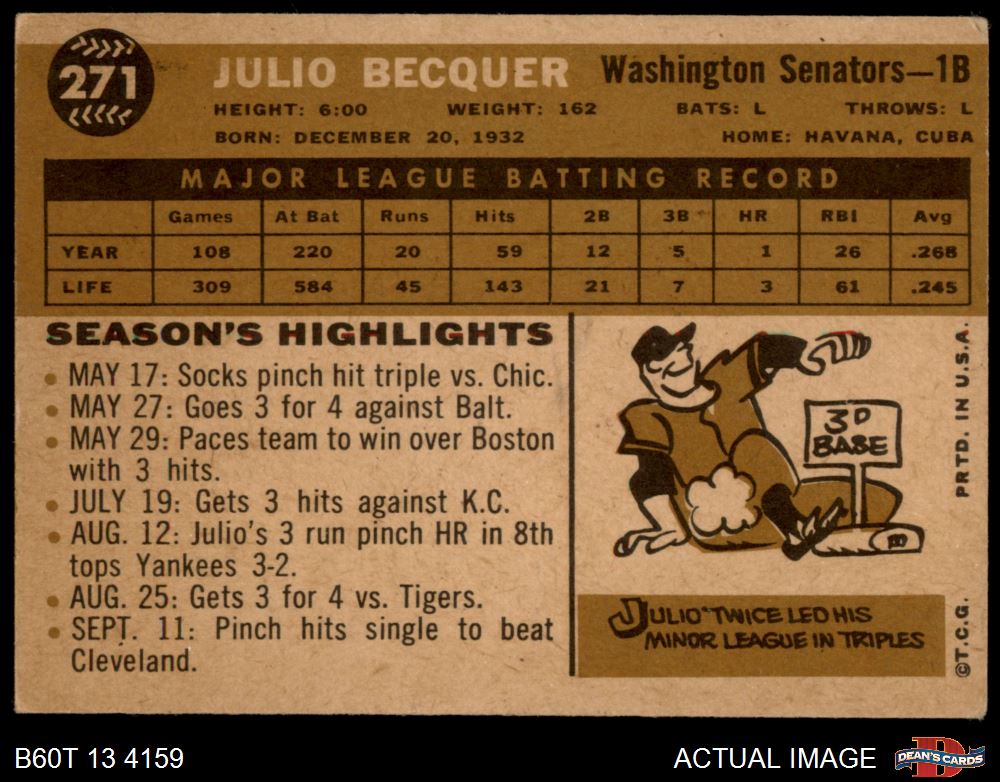 271
JULIO BECQUER Washington Senators—1B
HEIGHT: 6:00 WEIGHT: 162 BATS: L THROWS: L
BORN: DECEMBER 20, 1932 HOME: HAVANA, CUBA
MAJOR LEAGUE BATTING RECORD
Games At Bat Runs Hits 2B 3B HR RBI Avg
YEAR 108 220 20 59 12 5 1 26 .268
LIFE 309 584 45 143 21 7 3 61 .245
SEASON'S HIGHLIGHTS
• MAY 17: Socks pinch hit triple vs. Chic.
• MAY 27: Goes 3 for 4 against Balt.
• MAY 29: Paces team to win over Boston
with 3 hits.
• JULY 19: Gets 3 hits against K.C.
• AUG. 12: Julio's 3 run pinch HR in 8th
tops Yankees 3-2.
• AUG. 25: Gets 3 for 4 vs. Tigers.
• SEPT. 11: Pinch hits single to beat
Cleveland.
3D
BASE
JULIO TWICE LED HIS
MINOR LEAGUE IN TRIPLES
PRTD. IN U.S.A.
©T.C.G.
B60T 13 4159
ACTUAL IMAGE
D
DEAN'S CARDS